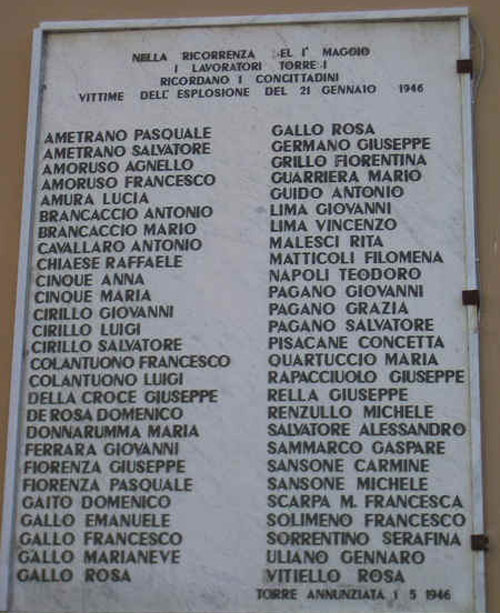 NELLA RICORRENZA EL 1° MAGGIO
I LAVORATORI TORRE I
RICORDANO I CONCITTADINI
VITTIME DELL' ESPLOSIONE DEL 21 GENNAIO 1946
AMETRANO PASQUALE
AMETRANO SALVATORE
AMORUSO AGNELLO
AMORUSO FRANCESCO
AMURA LUCIA
BRANCACCIO ANTONIO
BRANCACCIO MARIO
CAVALLARO ANTONIO
CHIAESE RAFFAELE
CINQUE ANNA
CINQUE MARIA
CIRILLO GIOVANNI
CIRILLO LUIGI
CIRILLO SALVATORE
COLANTUONO FRANCESCO
COLANTUONO LUIGI
DELLA CROCE GIUSEPPE
DE ROSA DOMENICO
DONNARUMMA MARIA
FERRARA GIOVANNI
FIORENZA GIUSEPPE
FIORENZA PASQUALE
GAITO DOMENICO
GALLO EMANUELE
GALLO FRANCESCO
GALLO MARIANEVE
GALLO ROSA
GALLO ROSA
GERMANO GIUSEPPE
GRILLO FIORENTINA
GUARRIERA MARIO
GUIDO ANTONIO
LIMA GIOVANNI
LIMA VINCENZO
MALESCI RITA
MATTICOLI FILOMENA
NAPOLI TEODORO
PAGANO GIOVANNI
PAGANO GRAZIA
PAGANO SALVATORE
PISACANE CONCETTA
QUARTUCCIO MARIA
RAPACCIUOLO GIUSEPPE
RELLA GIUSEPPE
RENZULLO MICHELE
SALVATORE ALESSANDRO
SAMMARCO GASPARE
SANSONE CARMINE
SANSONE MICHELE
SCARPA M. FRANCESCA
SOLIMENO FRANCESCO
SORRENTINO SERAFINA
ULIANO GENNARO
VITIELLO ROSA
TORRE ANNUNZIATA 1 5 1946